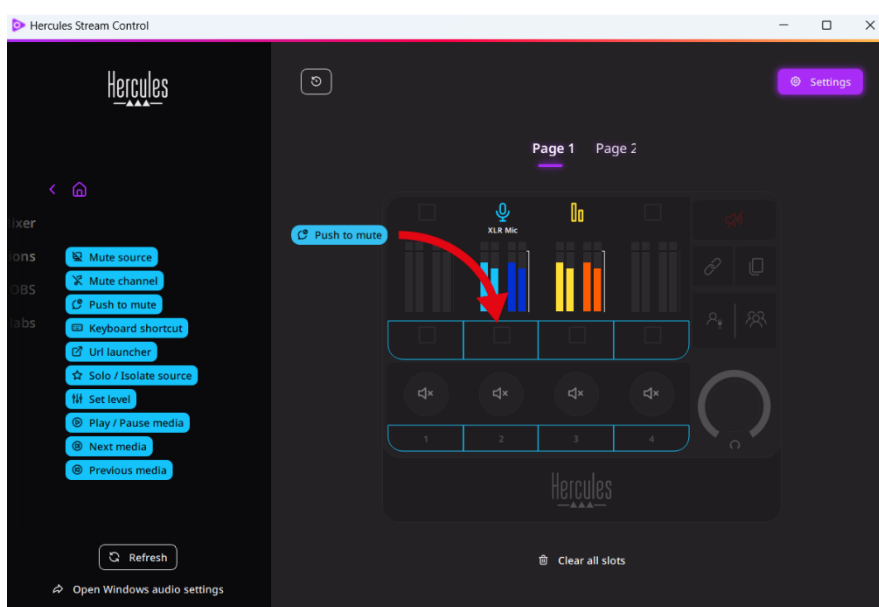 Hercules Stream Control
Hercules
Settings
Page 1
Page 2
ixer
ons
OBS
labs
Mute source
Mute channel
Push to mute
Keyboard shortcut
Url launcher
Solo / Isolate source
Set level
Play / Pause media
Next media
Previous media
Refresh
Open Windows audio settings
Push to mute
XLR Mic
1
2
3
4
Hercules
Clear all slots